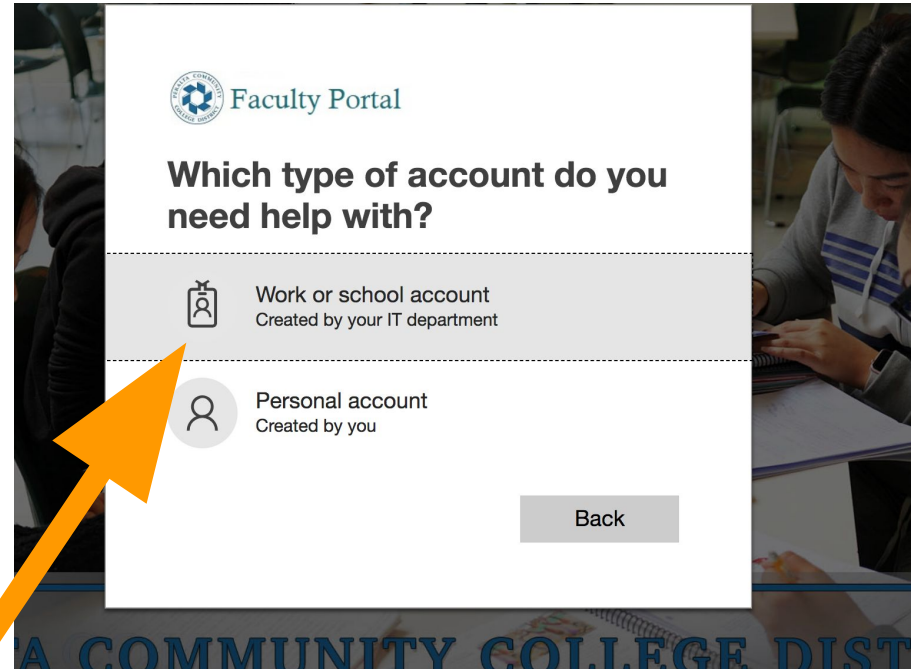 Faculty Portal
Which type of account do you
need help with?
Work or school account
Created by your IT department
Personal account
Created by you
Back
COMMUNITY COLLEGE